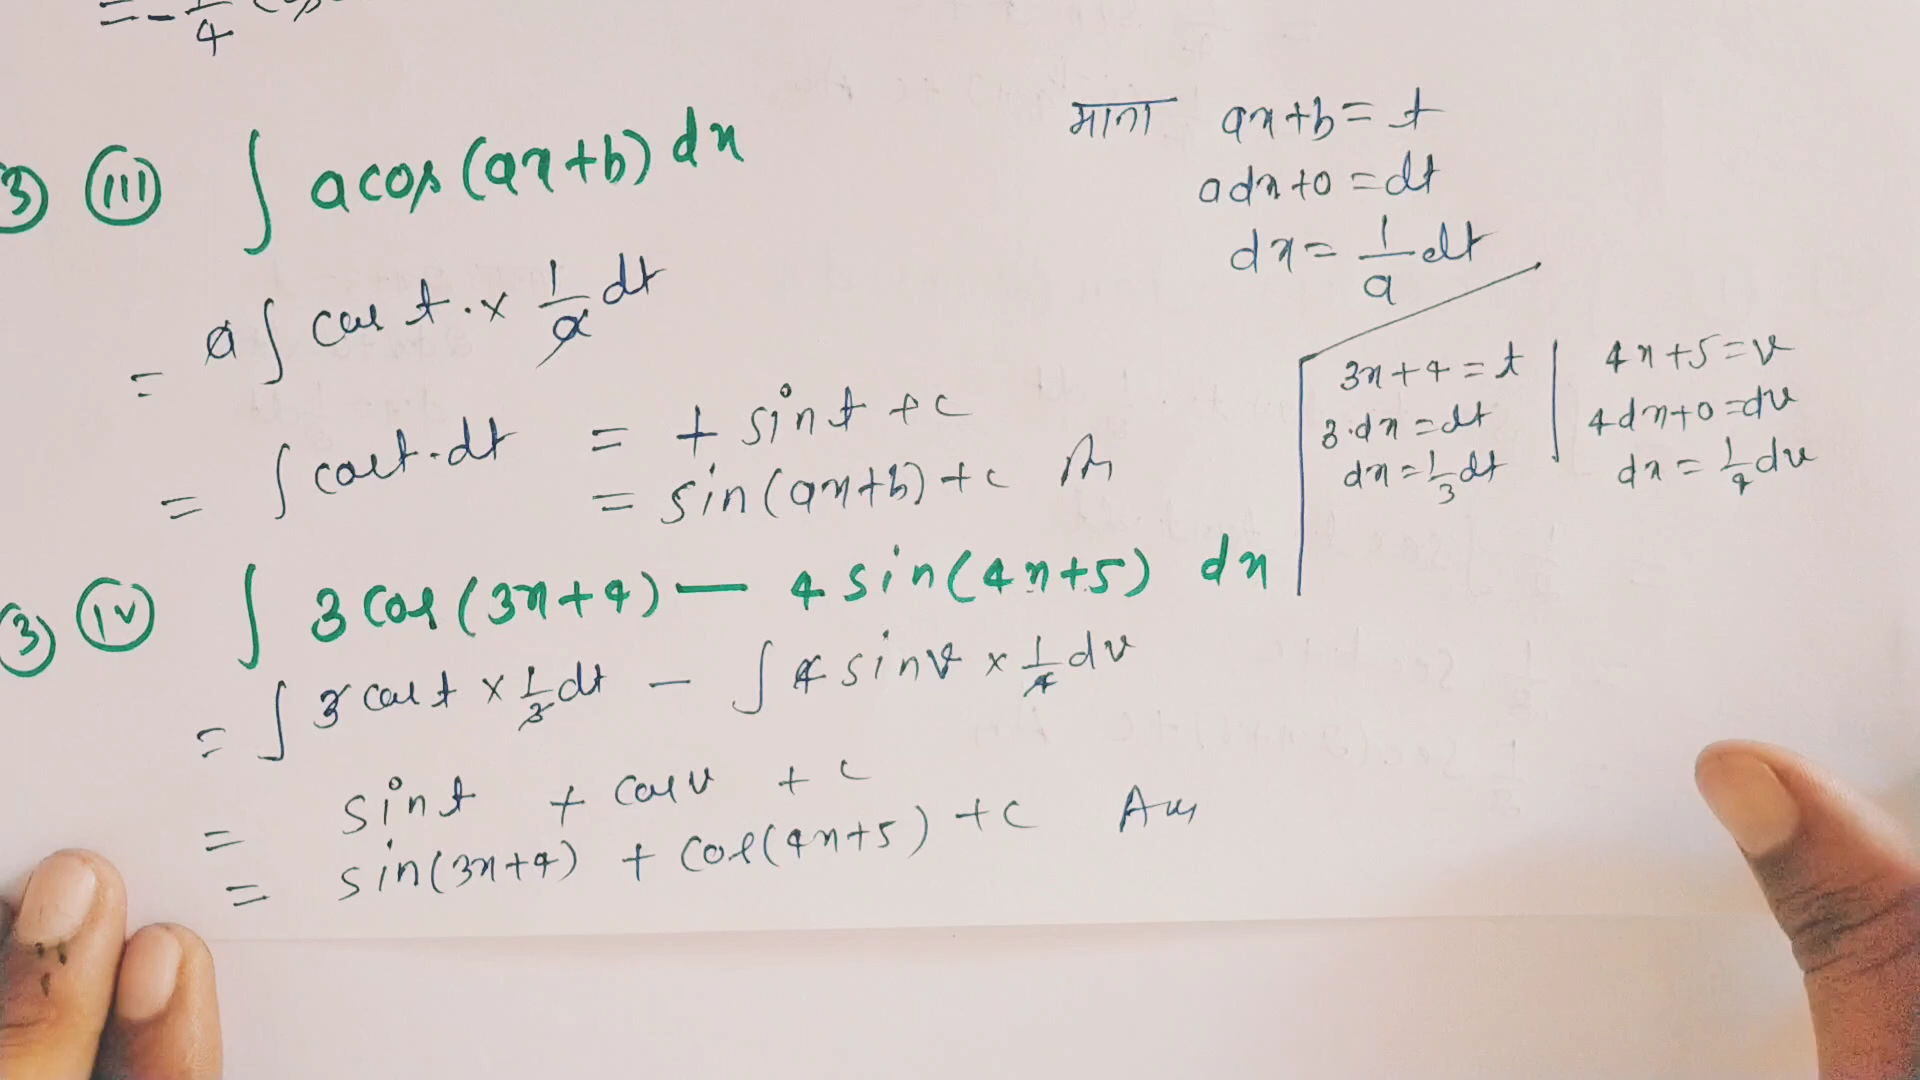 = - 1/4
3 (iii) ∫ a cos (ax+b) dx
= a ∫ cos t . x 1/a dt
= ∫ cos t . dt = + sin t + c
= sin (ax+b) + c
माना ax+b = t
a dx + 0 = dt
dx = 1/a dt
3 (iv) ∫ 3 cos (3x+4) — 4 sin (4x+5) dx
3x+4 = t
3.dx = dt
dx = 1/3 dt
4x+5 = v
4dx+0 = dv
dx = 1/4 dv
= ∫ 3 cos t x 1/3 dt — ∫ 4 sin v x 1/4 dv
= sin t + cos v + c
= sin (3x+4) + cos (4x+5) + c Ans